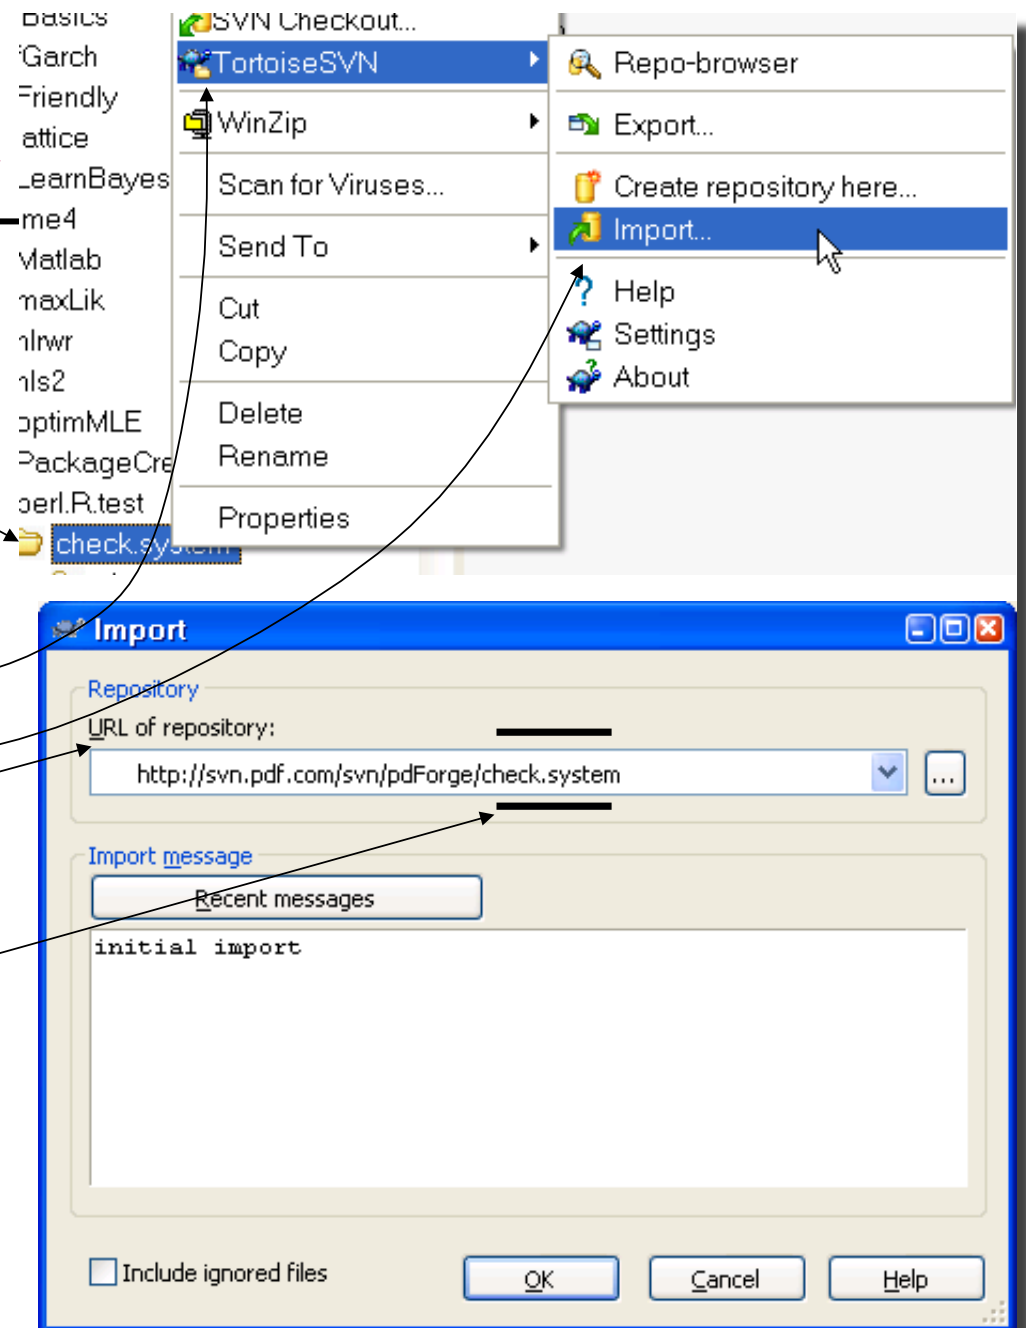 Basics
Garch
Friendly
attice
LearnBayes
me4
Matlab
maxLik
nlrwr
nls2
optimMLE
PackageCre
perl.R.test
check.system
SVN Checkout...
TortoiseSVN
WinZip
Scan for Viruses...
Send To
Cut
Copy
Delete
Rename
Properties
Repo-browser
Export...
Create repository here...
Import...
Help
Settings
About
Import
Repository
URL of repository:
http://svn.pdf.com/svn/pdForge/check.system
...
Import message
Recent messages
initial import
Include ignored files
OK
Cancel
Help